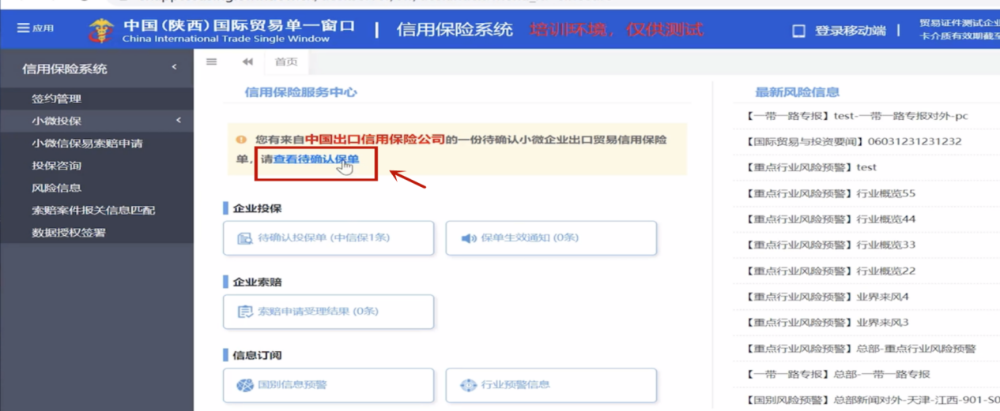 应用
中国(陕西)国际贸易单一窗口
China International Trade Single Window
信用保险系统
培训环境，仅供测试
登录移动端
贸易证件测试企业
卡介质有效期截至
信用保险系统
签约管理
小微投保
小微信保易索赔申请
投保咨询
风险信息
索赔案件报关信息匹配
数据授权签署
首页
信用保险服务中心
您有来自中国出口信用保险公司的一份待确认小微企业出口贸易信用保险
单，请查看待确认保单
企业投保
待确认投保单 (中信保1条)
保单生效通知 (0条)
企业索赔
索赔申请受理结果 (0条)
信息订阅
国别信息预警
行业预警信息
最新风险信息
【一带一路专报】test-一带一路专报对外-pc
【国际贸易与投资要闻】06031231231232
【重点行业风险预警】test
【重点行业风险预警】行业概览55
【重点行业风险预警】行业概览44
【重点行业风险预警】行业概览33
【重点行业风险预警】行业概览22
【重点行业风险预警】业界来风4
【重点行业风险预警】业界来风3
【重点行业风险预警】总部-重点行业风险预警
【一带一路专报】总部-一带一路专报
【国别风险预警】总部新闻对外-天津-江西-901-S0